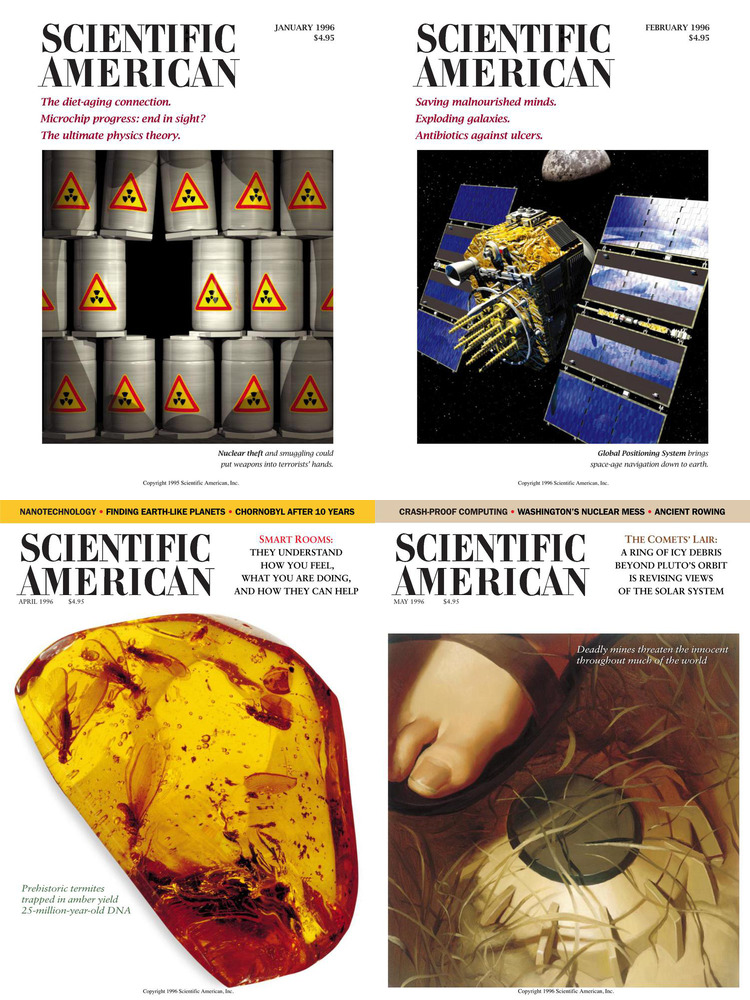 SCIENTIFIC
AMERICAN
JANUARY 1996
$4.95
The diet-aging connection.
Microchip progress: end in sight?
The ultimate physics theory.
Nuclear theft and smuggling could
put weapons into terrorists' hands.
Copyright 1995 Scientific American, Inc.
SCIENTIFIC
AMERICAN
FEBRUARY 1996
$4.95
Saving malnourished minds.
Exploding galaxies.
Antibiotics against ulcers.
Global Positioning System brings
space-age navigation down to earth.
Copyright 1996 Scientific American, Inc.
NANOTECHNOLOGY • FINDING EARTH-LIKE PLANETS • CHORNOBYL AFTER 10 YEARS
SCIENTIFIC
AMERICAN
APRIL 1996 $4.95
SMART ROOMS:
THEY UNDERSTAND
HOW YOU FEEL,
WHAT YOU ARE DOING,
AND HOW THEY CAN HELP
Prehistoric termites
trapped in amber yield
25-million-year-old DNA
Copyright 1996 Scientific American, Inc.
CRASH-PROOF COMPUTING • WASHINGTON'S NUCLEAR MESS • ANCIENT ROWING
SCIENTIFIC
AMERICAN
MAY 1996 $4.95
THE COMETS' LAIR:
A RING OF ICY DEBRIS
BEYOND PLUTO'S ORBIT
IS REVISING VIEWS
OF THE SOLAR SYSTEM
Deadly mines threaten the innocent
throughout much of the world
Copyright 1996 Scientific American, Inc.